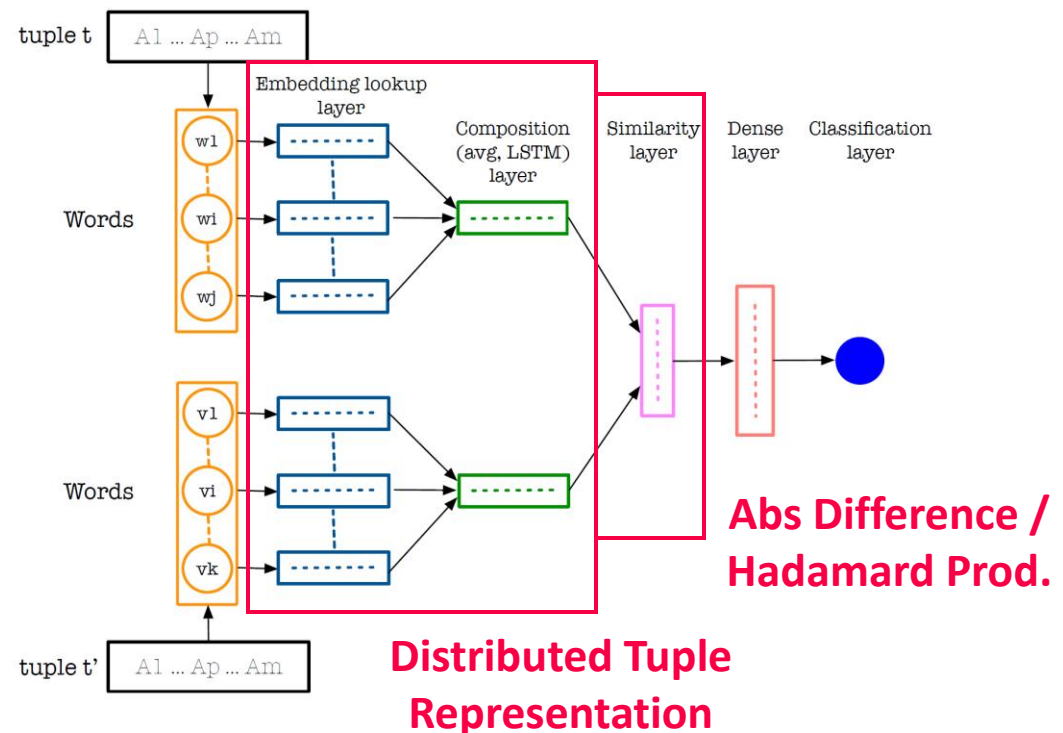 tuple t
A1 ... Ap ... Am
Embedding lookup
layer
Composition
(avg, LSTM)
layer
Similarity
layer
Dense
layer
Classification
layer
w1
Words
wi
wj
v1
Words
vi
vk
Abs Difference /
Hadamard Prod.
tuple t’
A1 ... Ap ... Am
Distributed Tuple
Representation